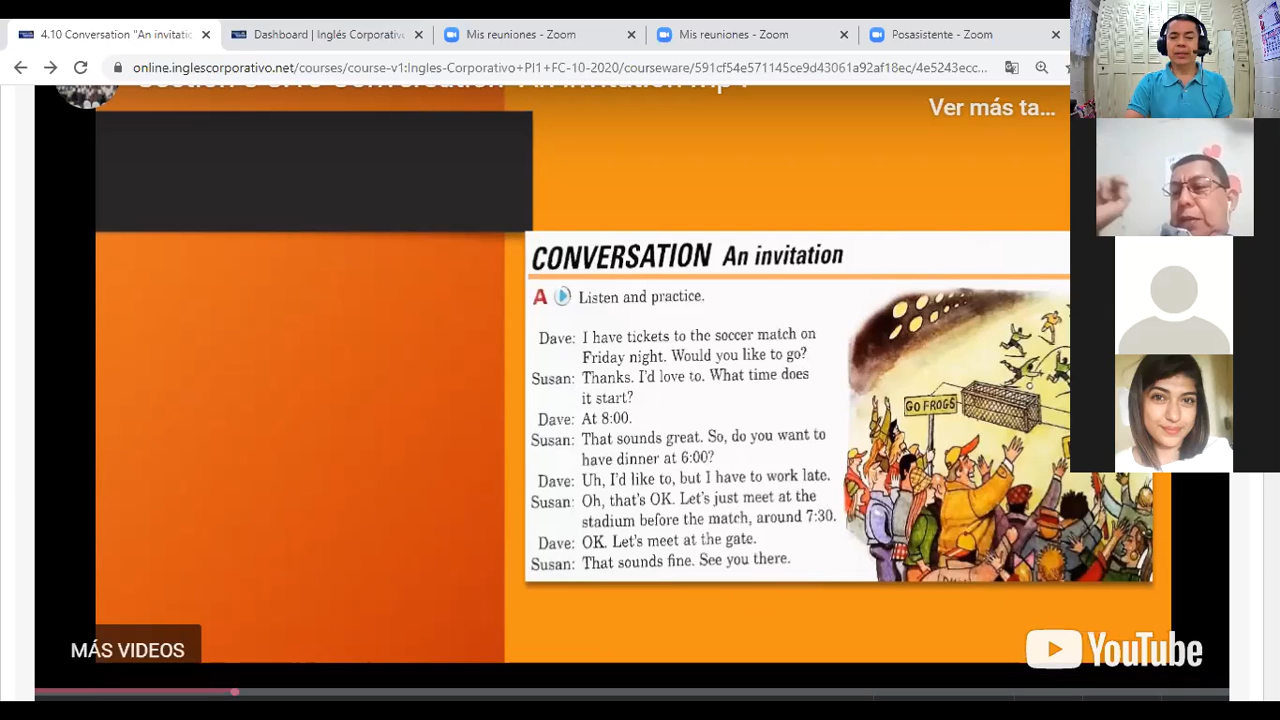 4.10 Conversation "An invitatic
Dashboard | Inglés Corporativo
Mis reuniones - Zoom
Mis reuniones - Zoom
Posasistente - Zoom
online.inglescorporativo.net/courses/course-v1:InglesCorporativo+PI1+FC-10-2020/courseware/591cf54e571145ce9d43061a92af18ec/4e5243ecc...
Ver más ta...
CONVERSATION An invitation
A Listen and practice.
Dave: I have tickets to the soccer match on
Friday night. Would you like to go?
Susan: Thanks. I'd love to. What time does
it start?
Dave: At 8:00.
Susan: That sounds great. So, do you want to
have dinner at 6:00?
Dave: Uh, I'd like to, but I have to work late.
Susan: Oh, that's OK. Let's just meet at the
stadium before the match, around 7:30.
Dave: OK. Let's meet at the gate.
Susan: That sounds fine. See you there.
GO FROGS
MÁS VIDEOS
YouTube